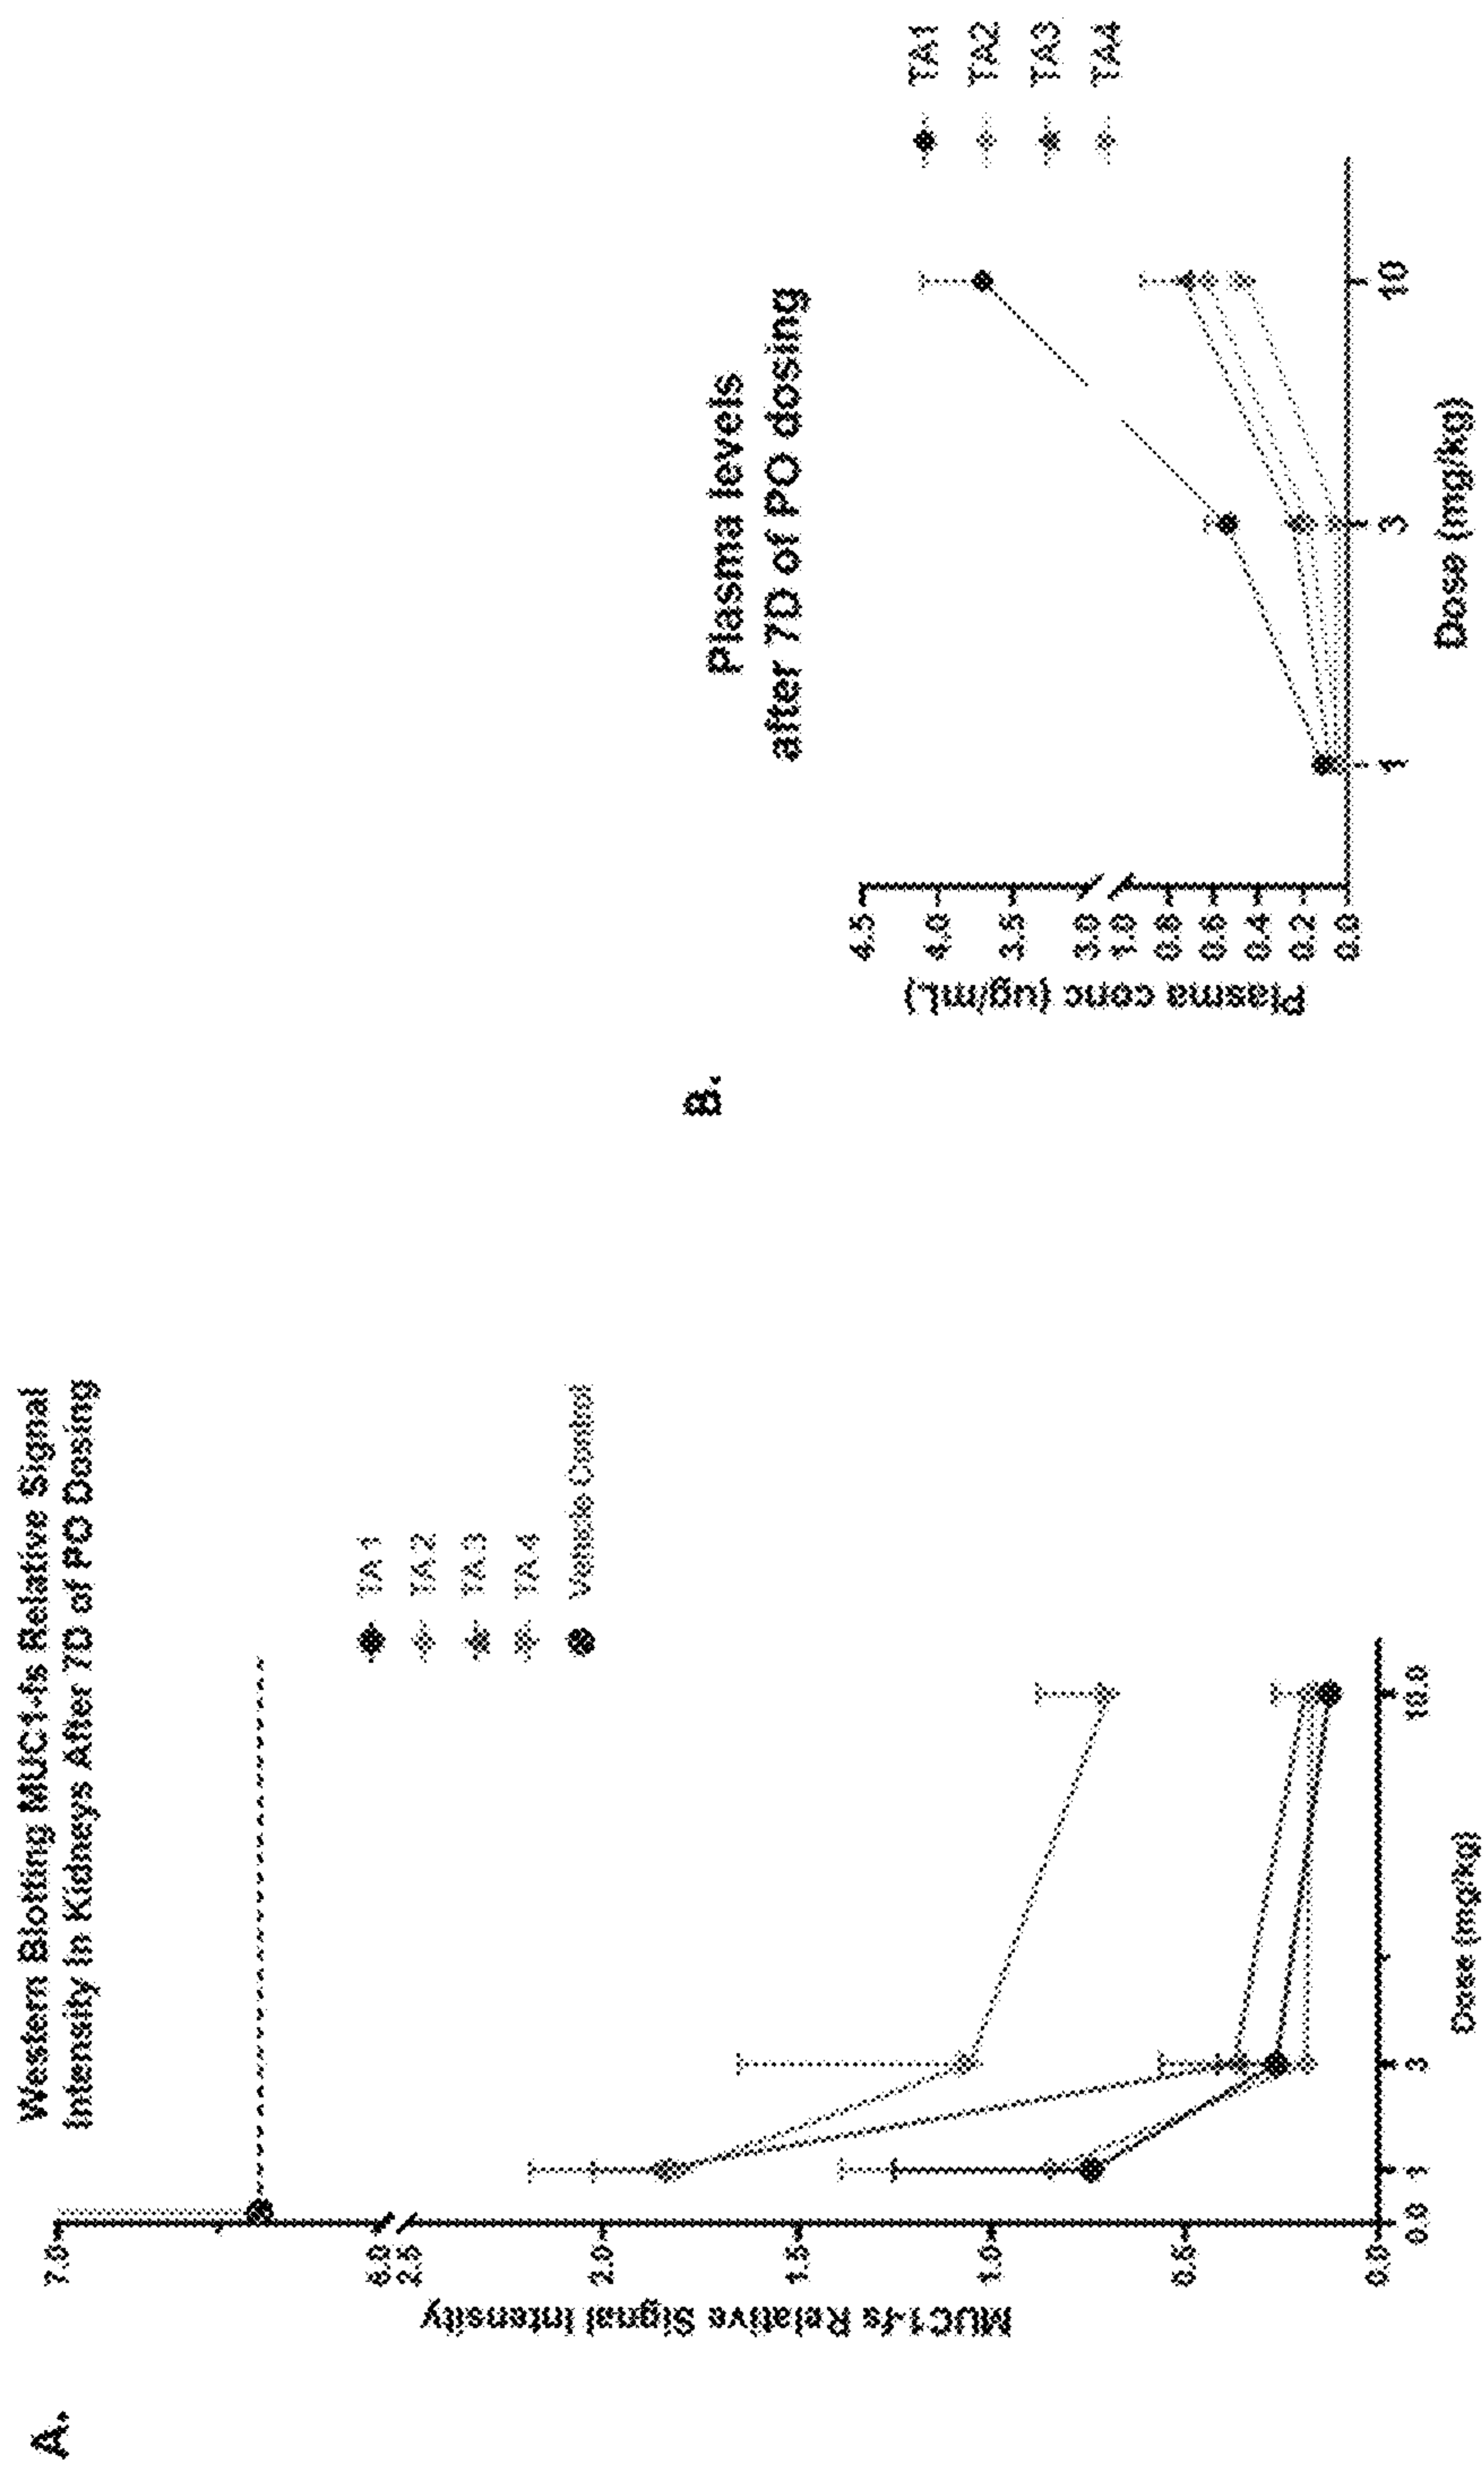 A.
Western Blotting MUC1-fs Relative Signal
Intensity in Kidneys After 7D of PO Dosing
MUC1-fs Relative Signal Intensity
7.0
6.0
2.5
2.0
1.5
1.0
0.5
0.0
0.0
1
3
10.0
Dose (mg/kg)
TA1
TA2
TA3
TA4
Vehicle Control
B.
Plasma levels
after 7D of PO dosing
Plasma conc (ug/mL)
4.5
4.0
3.5
3.0
1.0
0.8
0.6
0.4
0.2
0.0
1
3
10
Dose (mg/kg)
TA1
TA2
TA3
TA4